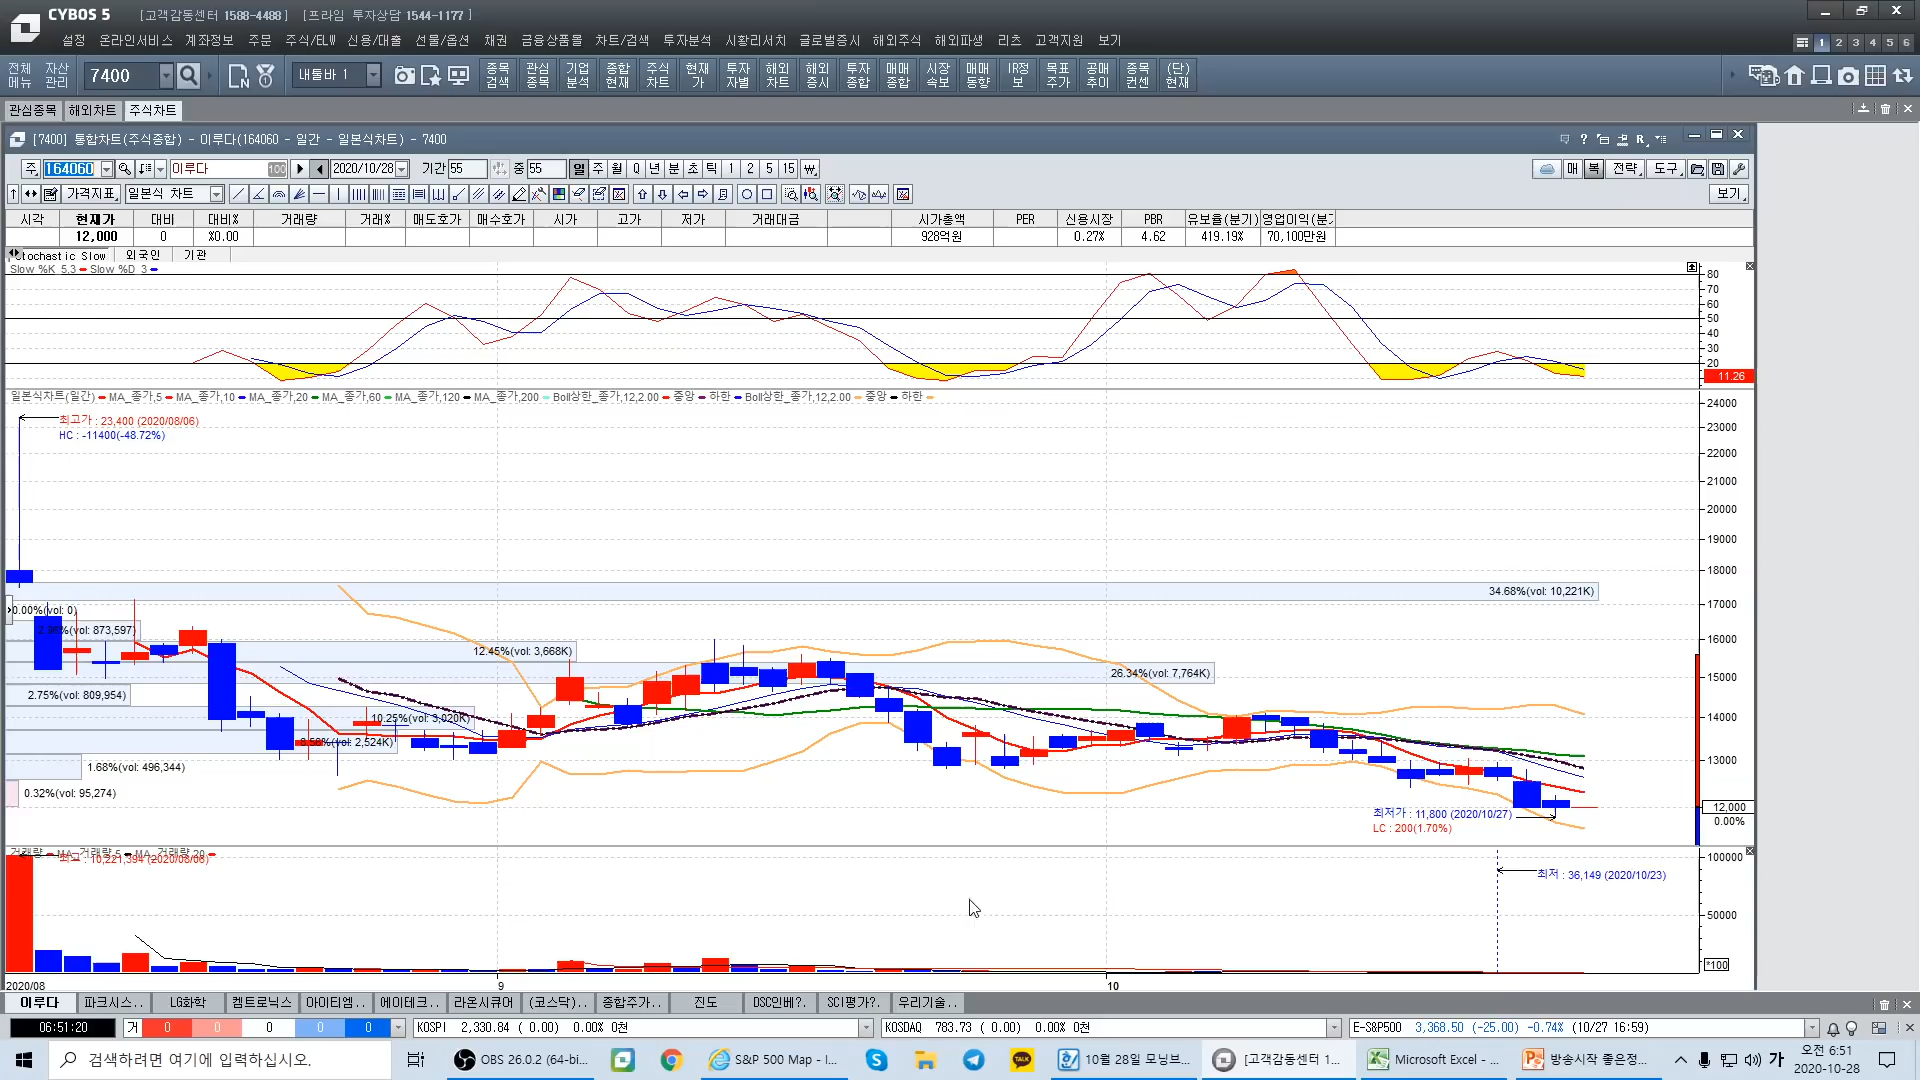 CYBOS 5 [고객감동센터 1588-4488] [프라임 투자상담 1544-1177]
설정 온라인서비스 계좌정보 주문 주식/ELW 신용/대출 선물/옵션 채권 금융상품몰 차트/검색 투자분석 시황리서치 글로벌증시 해외주식 해외파생 리츠 고객지원 보기 1 2 3 4 5 6
전체메뉴 자산관리 7400 내툴바 1 종목검색 관심종목 기업분석 종합현재 주식차트 현재가 투자자별 해외차트 해외증시 투자종합 매매종합 시장속보 매매동향 IR정보 목표주가 공매추이 종목컨센 (단)현재
관심종목 해외차트 주식차트
[7400] 통합차트(주식종합) - 이루다(164060 - 일간 - 일본식차트) - 7400
주 164060 이루다 100 2020/10/28 기간 55 중 55 일 주 월 Q 년 분 초 틱 1 2 5 15 매 복 전략 도구
가격지표 일본식 차트 보기
시각 현재가 대비 대비% 거래량 거래% 매도호가 매수호가 시가 고가 저가 거래대금 시가총액 PER 신용시장 PBR 유보율(분기) 영업이익(분기
12,000 0 %0.00 928억원 0.27% 4.62 419.19% 70,100만원
Stochastic Slow 외국인 기관
Slow %K 5,3 Slow %D 3
80
70
60
50
40
30
20
11.26
일본식차트(일간) MA_종가,5 MA_종가,10 MA_종가,20 MA_종가,60 MA_종가,120 MA_종가,200 Boll상한_종가,12,2.00 중앙 하한 Boll상한_종가,12,2.00 중앙 하한
최고가 : 23,400 (2020/08/06)
HC : -11400(-48.72%)
24000
23000
22000
21000
20000
19000
18000
17000
16000
15000
14000
13000
12,000
0.00%
34.68%(vol: 10,221K)
0.00%(vol: 0)
(vol: 873,597)
12.45%(vol: 3,668K)
26.34%(vol: 7,764K)
2.75%(vol: 809,954)
10.25%(vol: 3,020K)
8.56%(vol: 2,524K)
1.68%(vol: 496,344)
0.32%(vol: 95,274)
최저가 : 11,800 (2020/10/27)
LC : 200(1.70%)
거래량 MA_거래량,5 MA_거래량,20
최고 : 10,221,394 (2020/08/06)
최저 : 36,149 (2020/10/23)
100000
50000
*100
2020/08 9 10
이루다 파크시스.. LG화학 켐트로닉스 아이티엠.. 에이테크.. 라온시큐어 (코스닥).. 종합주가.. 진도 DSC인베?. SCI평가?. 우리기술..
06:51:20 거 0 0 0 0 0 KOSPI 2,330.84 ( 0.00) 0.00% 0천 KOSDAQ 783.73 ( 0.00) 0.00% 0천 E-S&P500 3,368.50 (-25.00) -0.74% (10/27 16:59)
검색하려면 여기에 입력하십시오. OBS 26.0.2 (64-bi... S&P 500 Map - I... TALK 10월 28일 모닝브... [고객감동센터 1... Microsoft Excel - ... 방송시작 좋은정... 가 오전 6:51
2020-10-28